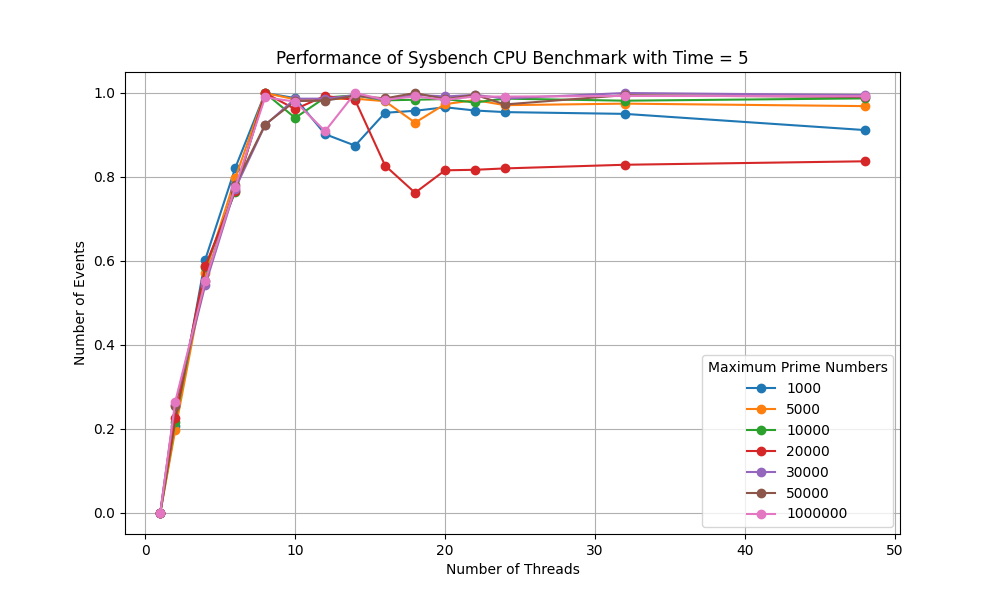 Performance of Sysbench CPU Benchmark with Time = 5
Number of Events
1.0
0.8
0.6
0.4
0.2
0.0
Maximum Prime Numbers
1000
5000
10000
20000
30000
50000
1000000
0 10 20 30 40 50
Number of Threads